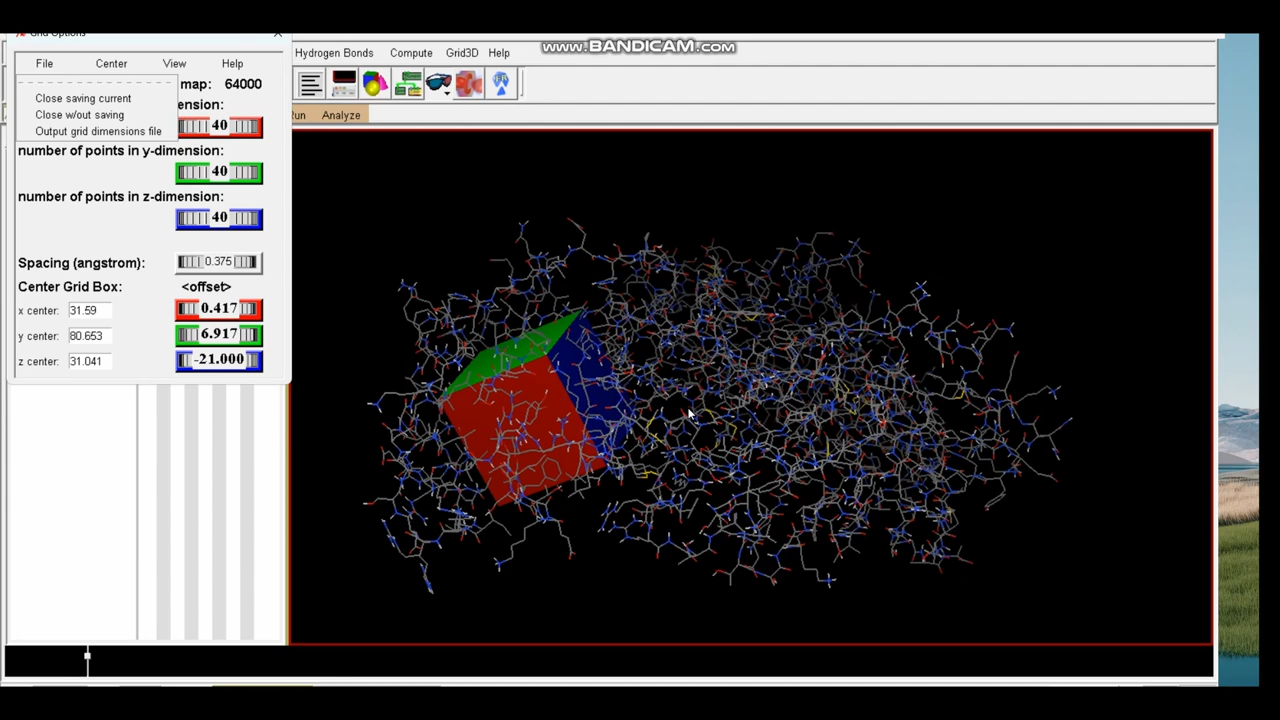 Grid Options
www.BANDICAM.com
Hydrogen Bonds Compute Grid3D Help
File Center View Help
map: 64000
Close saving current
ension:
Close w/out saving
Run Analyze
40
Output grid dimensions file
number of points in y-dimension:
40
number of points in z-dimension:
40
Spacing (angstrom): 0.375
Center Grid Box: <offset>
x center: 31.59 0.417
y center: 80.653 6.917
z center: 31.041 -21.000